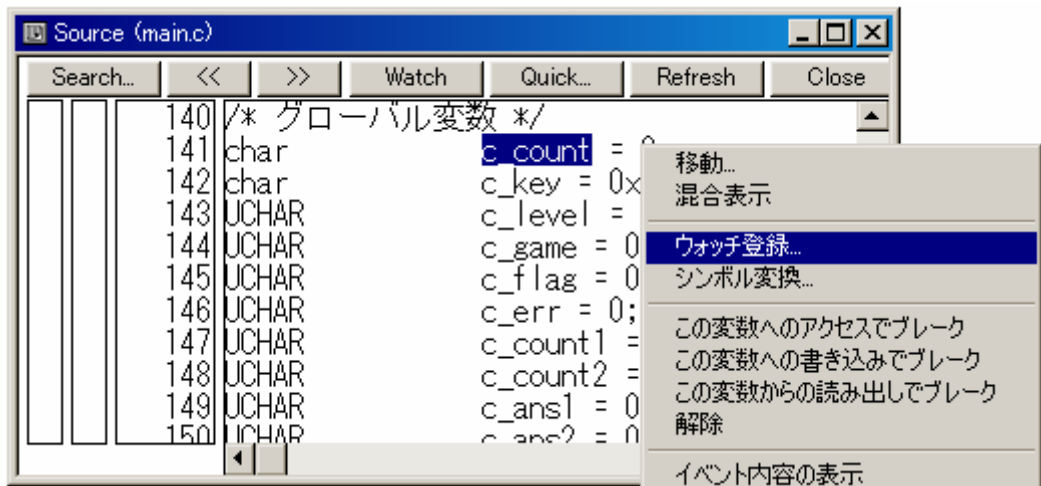 Source (main.c)
Search... << >> Watch Quick... Refresh Close
140 /* グローバル変数 */
141 char c_count =
142 char c_key = 0x
143 UCHAR c_level =
144 UCHAR c_game = 0
145 UCHAR c_flag = 0
146 UCHAR c_err = 0;
147 UCHAR c_count1 =
148 UCHAR c_count2 =
149 UCHAR c_ans1 = 0
150 UCHAR c_ans2 = 0
移動...
混合表示
ウォッチ登録...
シンボル変換...
この変数へのアクセスでブレーク
この変数への書き込みでブレーク
この変数からの読み出しでブレーク
解除
イベント内容の表示